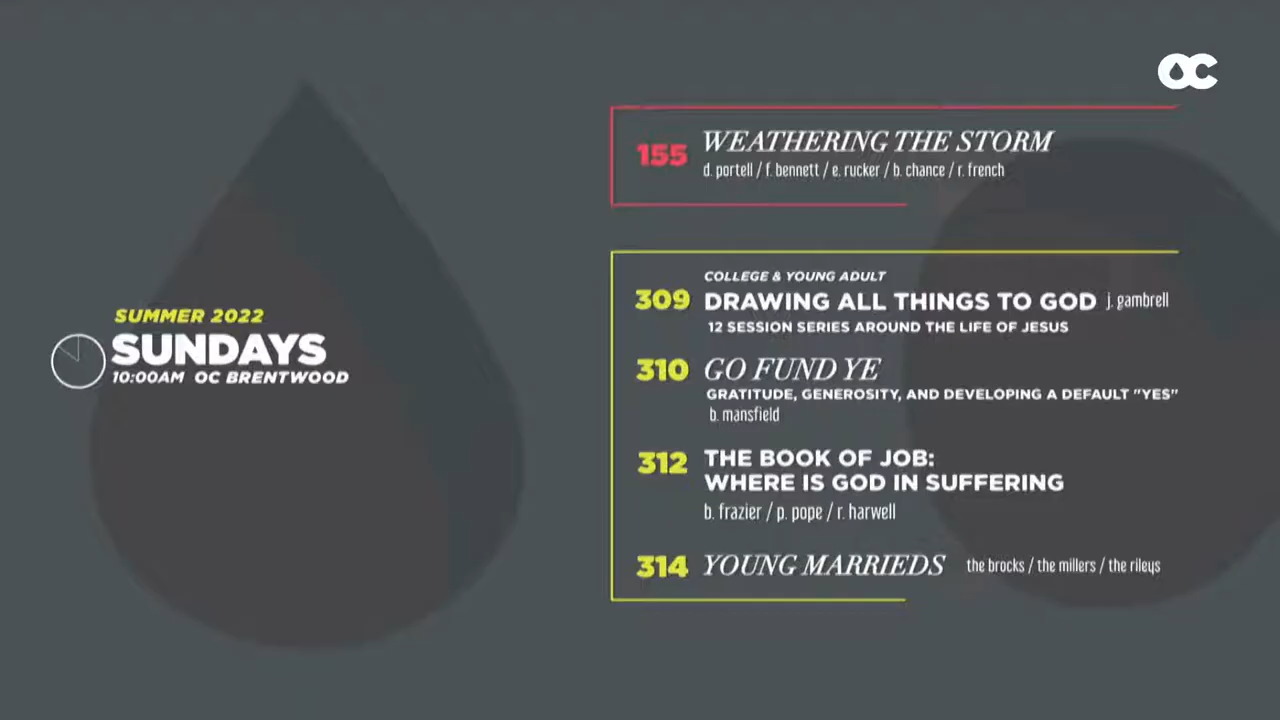 OC
SUMMER 2022
SUNDAYS
10:00AM OC BRENTWOOD
155 WEATHERING THE STORM
d. portell / f. bennett / e. rucker / b. chance / r. french
COLLEGE & YOUNG ADULT
309 DRAWING ALL THINGS TO GOD j. gambrell
12 SESSION SERIES AROUND THE LIFE OF JESUS
310 GO FUND YE
GRATITUDE, GENEROSITY, AND DEVELOPING A DEFAULT "YES"
b. mansfield
312 THE BOOK OF JOB:
WHERE IS GOD IN SUFFERING
b. frazier / p. pope / r. harwell
314 YOUNG MARRIEDS the brocks / the millers / the rileys